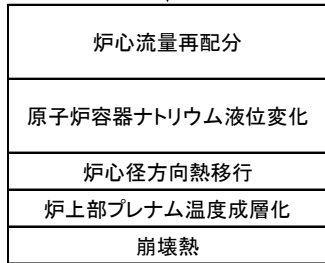 炉心流量再配分
原子炉容器ナトリウム液位変化
炉心径方向熱移行
炉上部プレナム温度成層化
崩壊熱